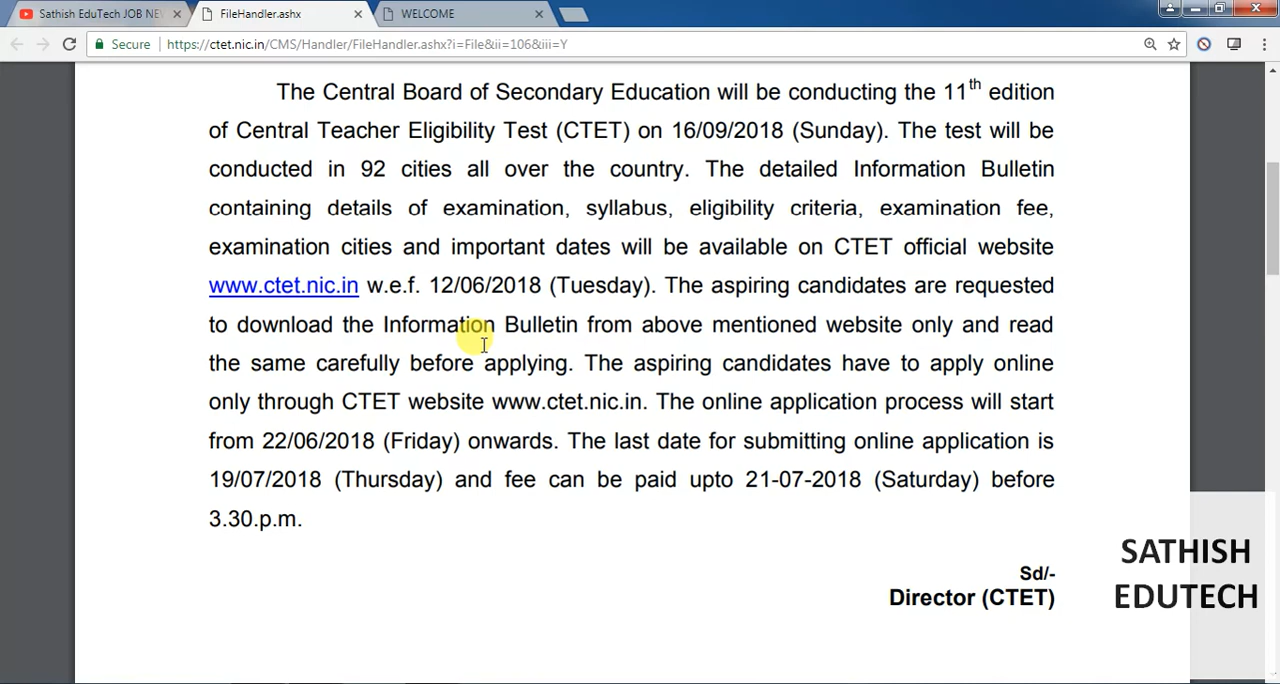 Sathish EduTech JOB NE
FileHandler.ashx
WELCOME
Secure https://ctet.nic.in/CMS/Handler/FileHandler.ashx?i=File&ii=106&iii=Y
The Central Board of Secondary Education will be conducting the 11th edition
of Central Teacher Eligibility Test (CTET) on 16/09/2018 (Sunday). The test will be
conducted in 92 cities all over the country. The detailed Information Bulletin
containing details of examination, syllabus, eligibility criteria, examination fee,
examination cities and important dates will be available on CTET official website
www.ctet.nic.in w.e.f. 12/06/2018 (Tuesday). The aspiring candidates are requested
to download the Information Bulletin from above mentioned website only and read
the same carefully before applying. The aspiring candidates have to apply online
only through CTET website www.ctet.nic.in. The online application process will start
from 22/06/2018 (Friday) onwards. The last date for submitting online application is
19/07/2018 (Thursday) and fee can be paid upto 21-07-2018 (Saturday) before
3.30.p.m.
Sd/-
Director (CTET)
SATHISH
EDUTECH